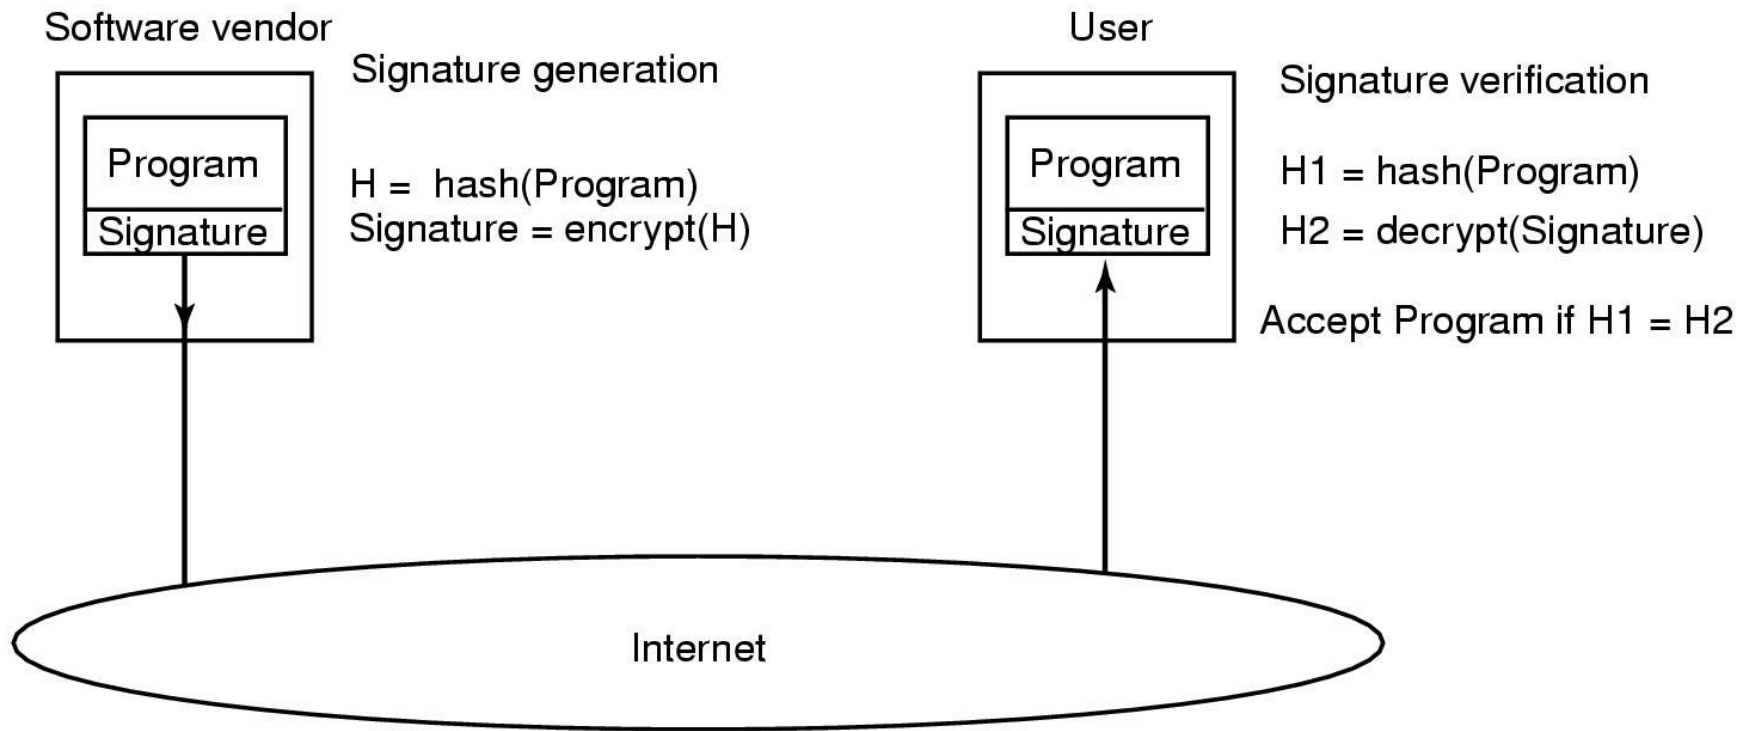 Software vendor
Signature generation
Program
Signature
H = hash(Program)
Signature = encrypt(H)
User
Signature verification
Program
Signature
H1 = hash(Program)
H2 = decrypt(Signature)
Accept Program if H1 = H2
Internet